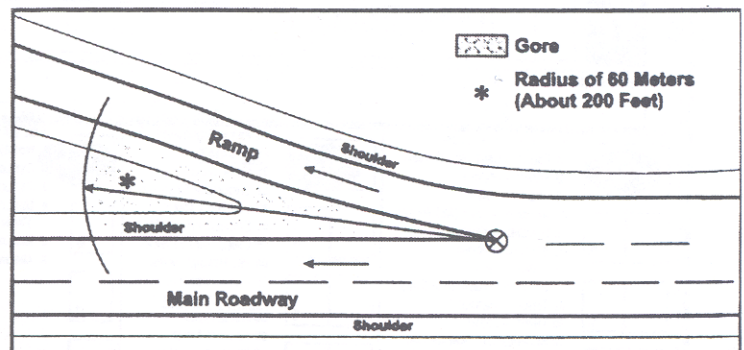 Gore
* Radius of 60 Meters
(About 200 Feet)
Ramp
Shoulder
*
Shoulder
Main Roadway
Shoulder